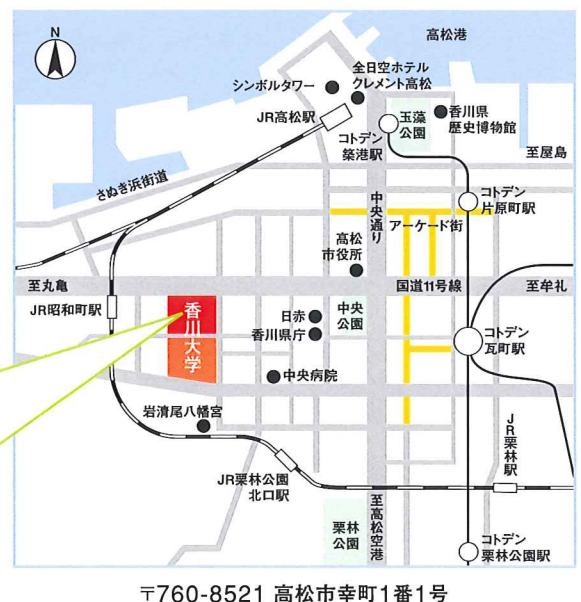 N
高松港
全日空ホテル
クレメント高松
シンボルタワー
JR高松駅
玉藻
公園
香川県
歴史博物館
コトデン
築港駅
至屋島
さぬき浜街道
コトデン
片原町駅
中央通り
アーケード街
高松
市役所
至丸亀
国道11号線
至牟礼
JR昭和町駅
香川大学
日赤
香川県庁
中央
公園
コトデン
瓦町駅
中央病院
岩清尾八幡宮
JR栗林駅
JR栗林公園
北口駅
至高松空港
栗林
公園
コトデン
栗林公園駅
〒760-8521 高松市幸町1番1号